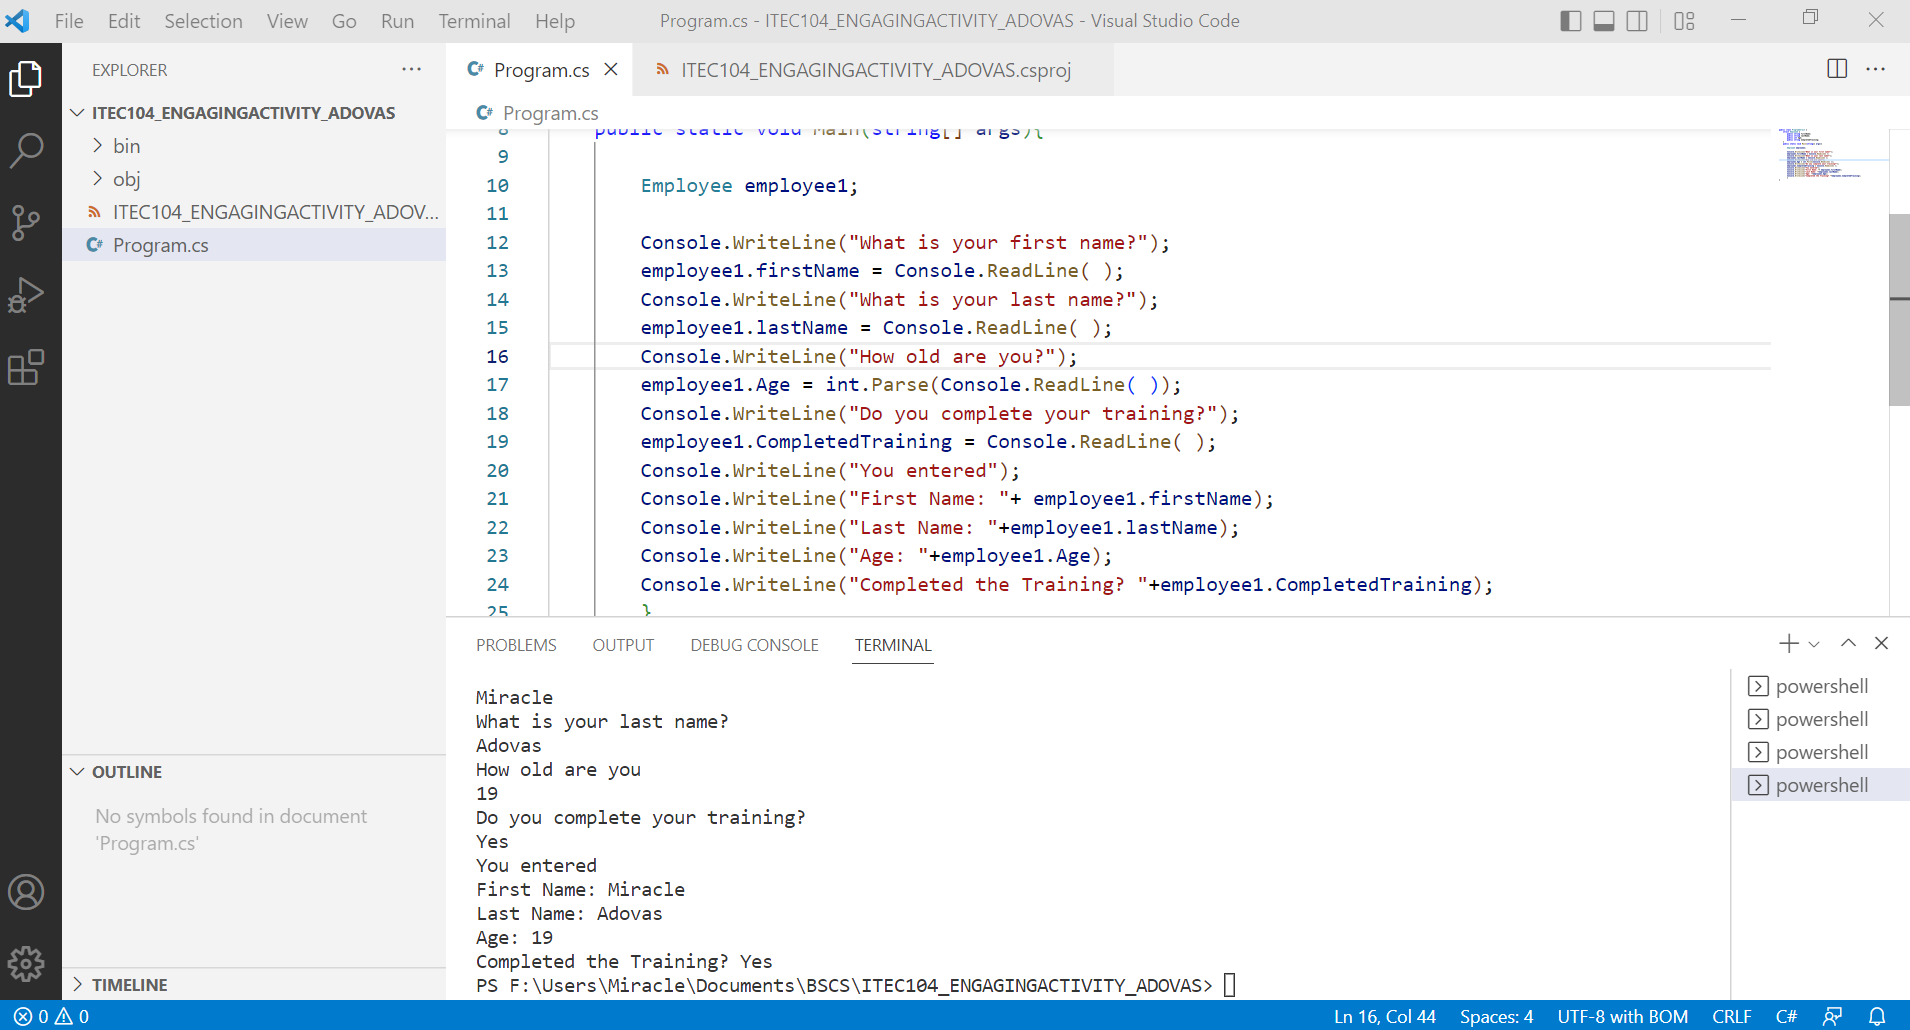 File Edit Selection View Go Run Terminal Help Program.cs - ITEC104_ENGAGINGACTIVITY_ADOVAS - Visual Studio Code
EXPLORER
ITEC104_ENGAGINGACTIVITY_ADOVAS
bin
obj
ITEC104_ENGAGINGACTIVITY_ADOV...
C# Program.cs
OUTLINE
No symbols found in document
'Program.cs'
TIMELINE
C# Program.cs ITEC104_ENGAGINGACTIVITY_ADOVAS.csproj
C# Program.cs
8 public static void Main(string[] args){
9
10 Employee employee1;
11
12 Console.WriteLine("What is your first name?");
13 employee1.firstName = Console.ReadLine( );
14 Console.WriteLine("What is your last name?");
15 employee1.lastName = Console.ReadLine( );
16 Console.WriteLine("How old are you?");
17 employee1.Age = int.Parse(Console.ReadLine( ));
18 Console.WriteLine("Do you complete your training?");
19 employee1.CompletedTraining = Console.ReadLine( );
20 Console.WriteLine("You entered");
21 Console.WriteLine("First Name: "+ employee1.firstName);
22 Console.WriteLine("Last Name: "+employee1.lastName);
23 Console.WriteLine("Age: "+employee1.Age);
24 Console.WriteLine("Completed the Training? "+employee1.CompletedTraining);
25 }
PROBLEMS OUTPUT DEBUG CONSOLE TERMINAL
Miracle
What is your last name?
Adovas
How old are you
19
Do you complete your training?
Yes
You entered
First Name: Miracle
Last Name: Adovas
Age: 19
Completed the Training? Yes
PS F:\Users\Miracle\Documents\BSCS\ITEC104_ENGAGINGACTIVITY_ADOVAS>
powershell
powershell
powershell
powershell
0 0 Ln 16, Col 44 Spaces: 4 UTF-8 with BOM CRLF C#